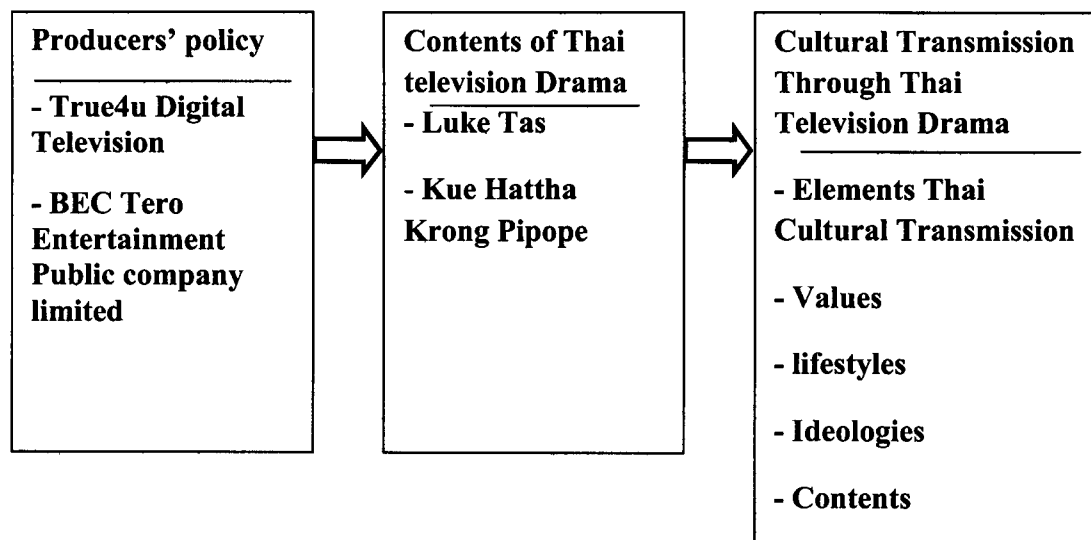 Producers’ policy
- True4u Digital
Television
- BEC Tero
Entertainment
Public company
limited
Contents of Thai
television Drama
- Luke Tas
- Kue Hattha
Krong Pipope
Cultural Transmission
Through Thai
Television Drama
- Elements Thai
Cultural Transmission
- Values
- lifestyles
- Ideologies
- Contents